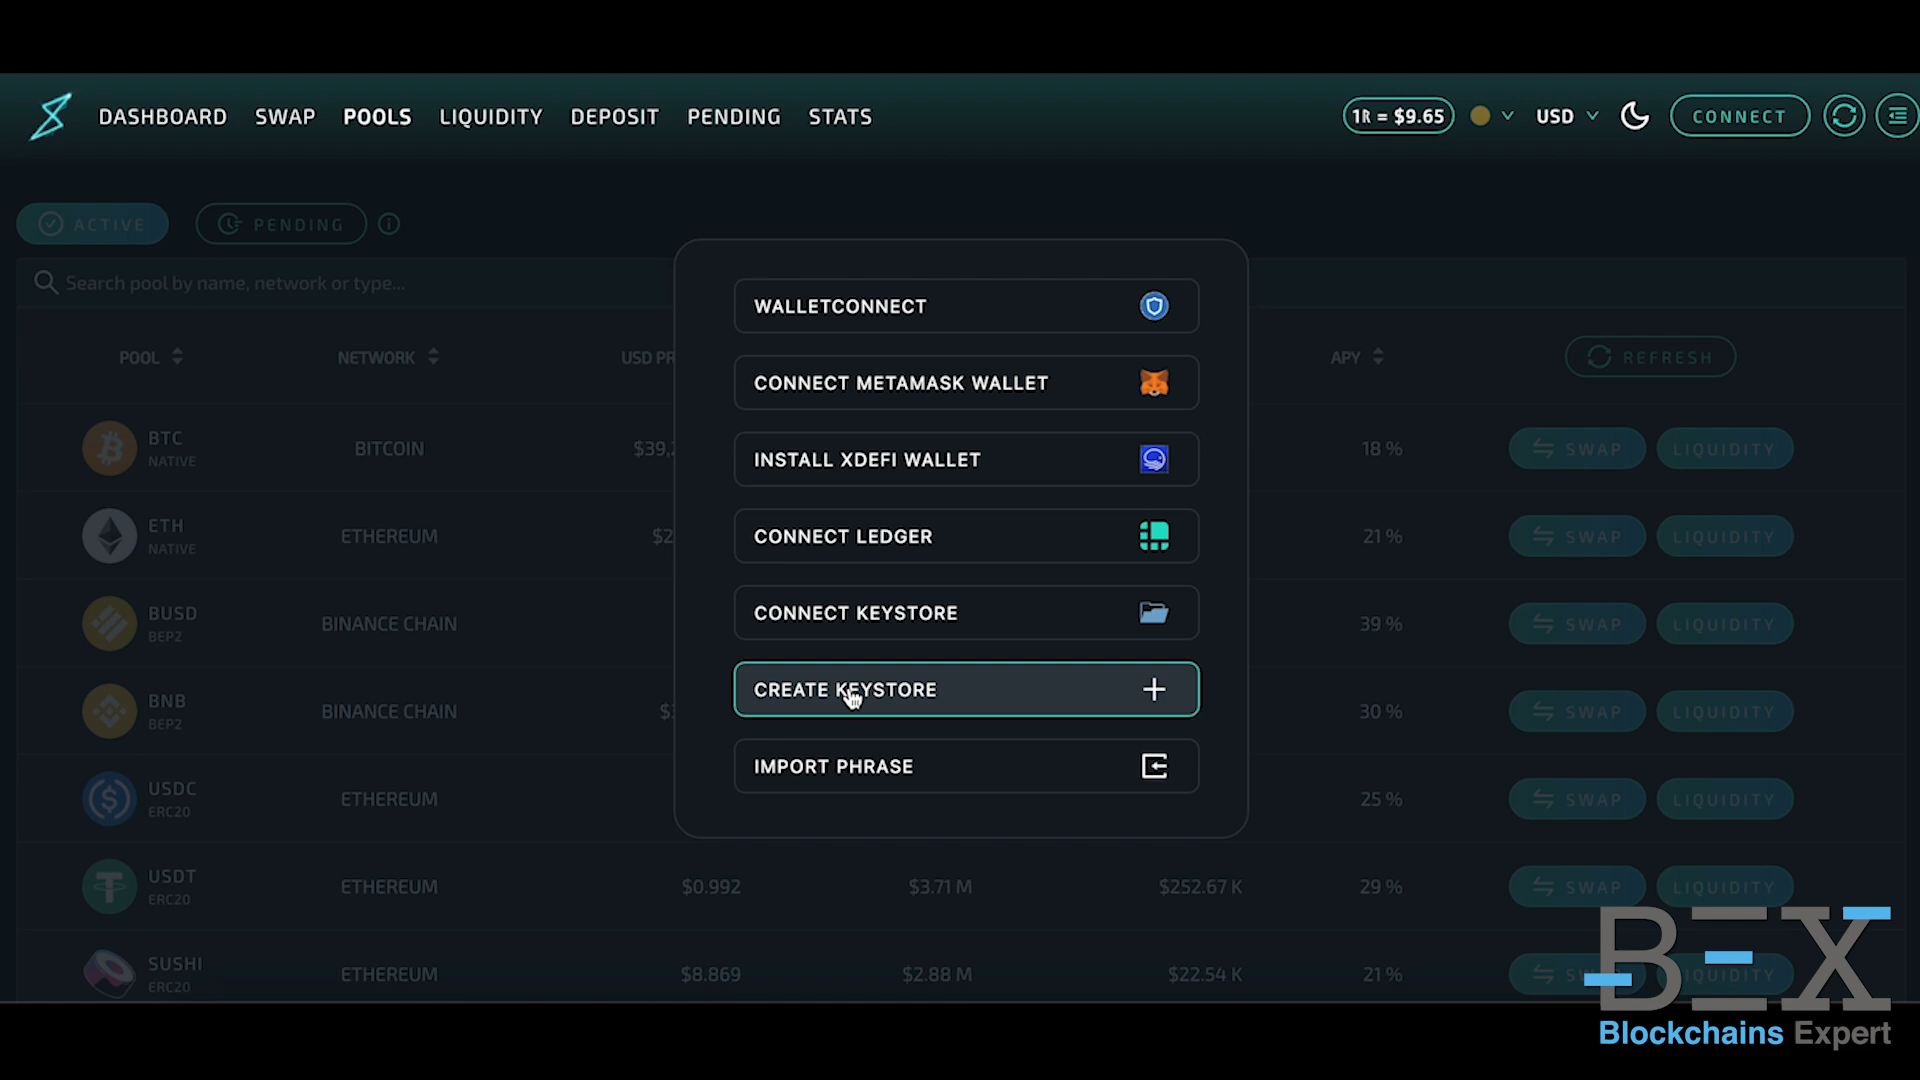 DASHBOARD SWAP POOLS LIQUIDITY DEPOSIT PENDING STATS 1R = $9.65 USD CONNECT
ACTIVE PENDING
Search pool by name, network or type...
WALLETCONNECT
POOL NETWORK USD PR APY REFRESH
CONNECT METAMASK WALLET
BTC
NATIVE
BITCOIN
18 %
SWAP LIQUIDITY
INSTALL XDEFI WALLET
ETH
NATIVE
ETHEREUM
21 %
SWAP LIQUIDITY
CONNECT LEDGER
BUSD
BEP2
BINANCE CHAIN
39 %
SWAP LIQUIDITY
CONNECT KEYSTORE
BNB
BEP2
BINANCE CHAIN
30 %
SWAP LIQUIDITY
CREATE KEYSTORE
USDC
ERC20
ETHEREUM
25 %
SWAP LIQUIDITY
IMPORT PHRASE
USDT
ERC20
ETHEREUM $0.992 $3.71 M $252.67 K 29 %
SWAP LIQUIDITY
SUSHI
ERC20
ETHEREUM $8.869 $2.88 M $22.54 K 21 %
BEX
Blockchains Expert